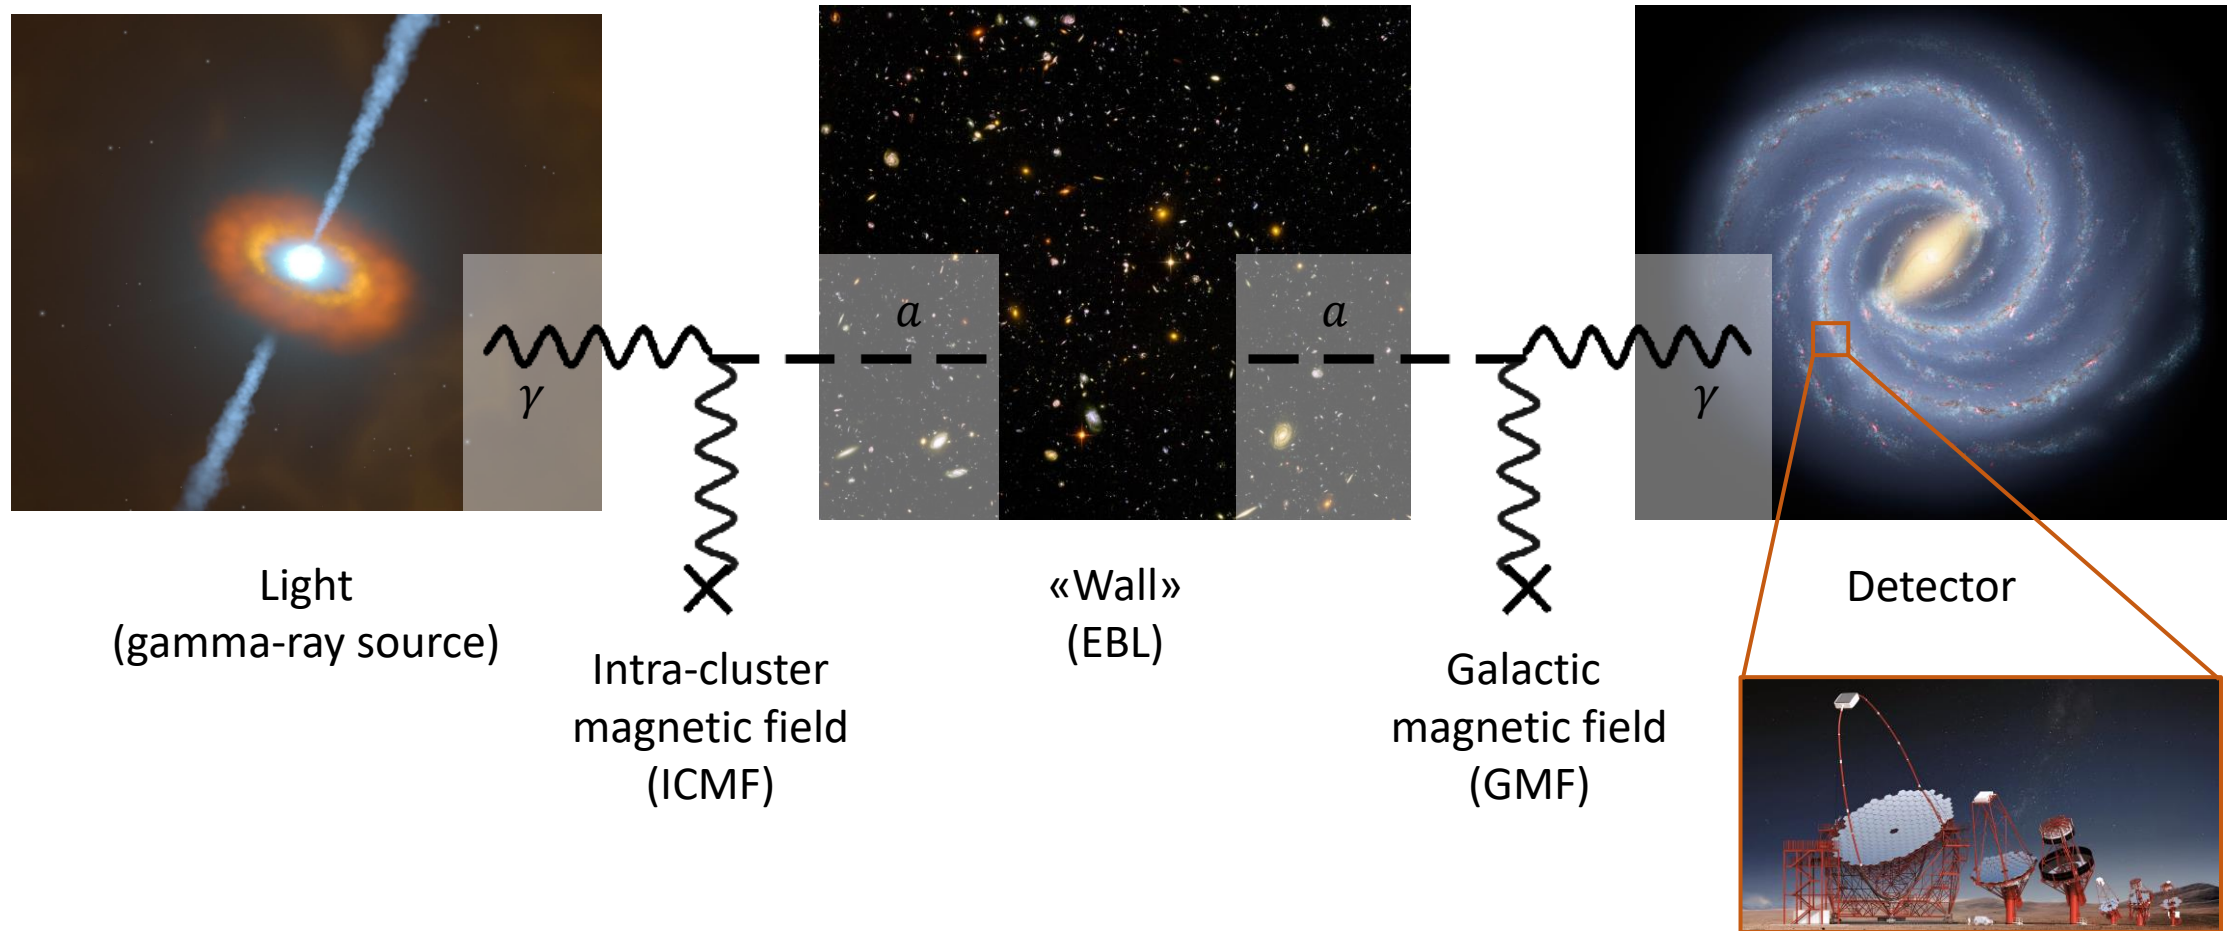 γ
a
a
γ
Light
(gamma-ray source)
Intra-cluster
magnetic field
(ICMF)
«Wall»
(EBL)
Galactic
magnetic field
(GMF)
Detector